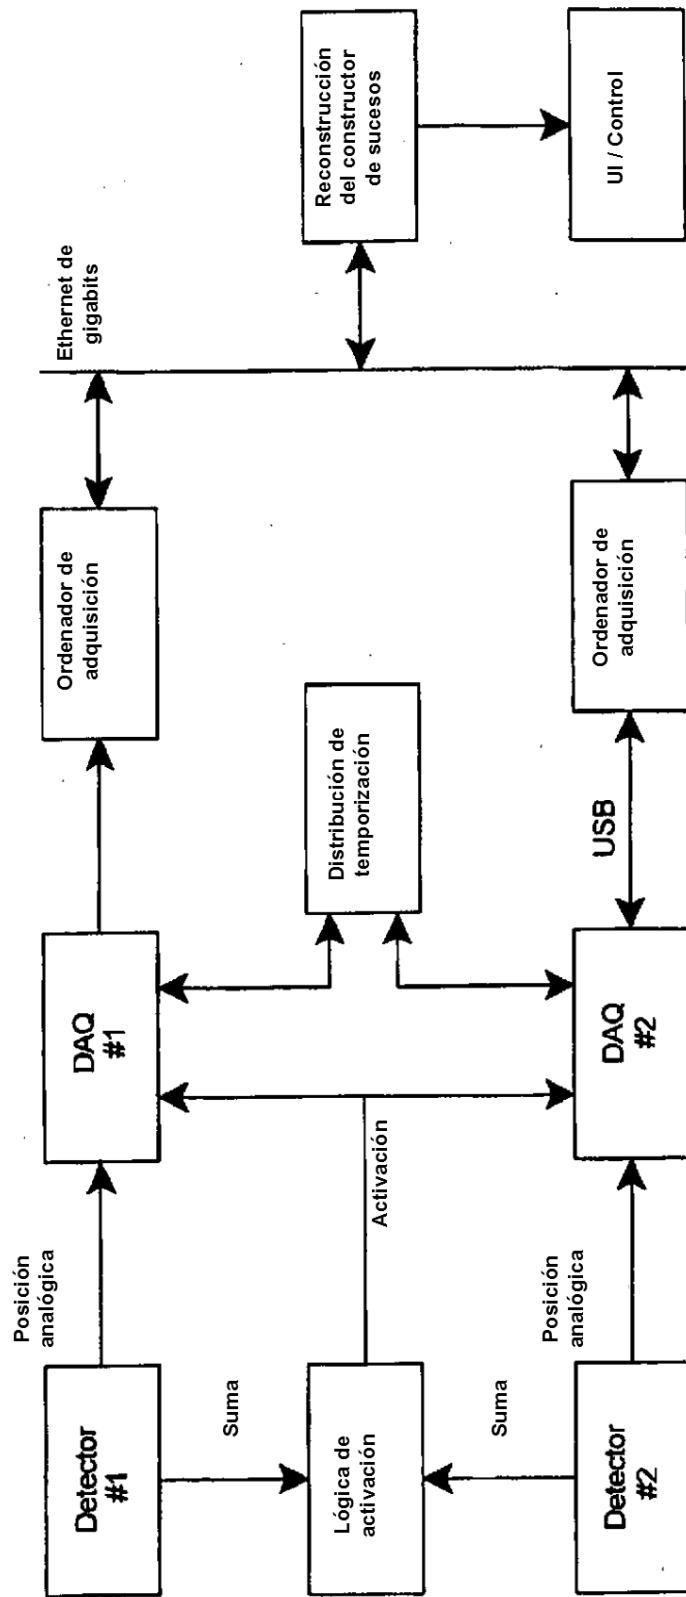 Detector
#1
Posición
analógica
DAQ
#1
Ordenador de
adquisición
Ethernet de
gigabits
Suma
Lógica de
activación
Activación
Distribución de
temporización
Reconstrucción
del constructor
de sucesos
Suma
Detector
#2
Posición
analógica
DAQ
#2
USB
Ordenador de
adquisición
UI / Control